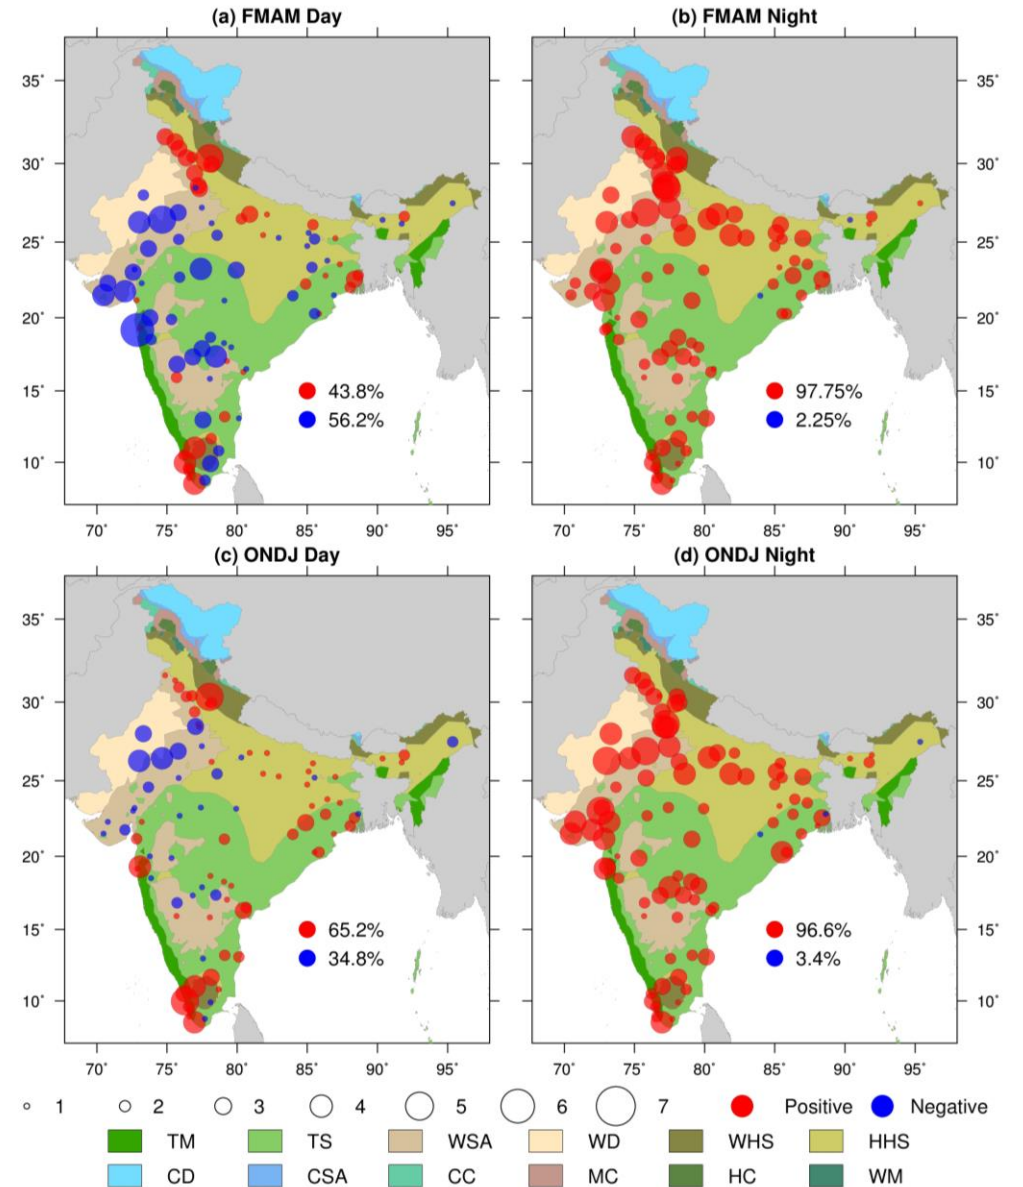 (a) FMAM Day (b) FMAM Night
35° 35°
30° 30°
25° 25°
20° 20°
43.8% 97.75%
15° 15°
56.2% 2.25%
10° 10°
70° 75° 80° 85° 90° 95° 70° 75° 80° 85° 90° 95°
(c) ONDJ Day (d) ONDJ Night
35° 35°
30° 30°
25° 25°
20° 20°
65.2% 96.6%
15° 15°
34.8% 3.4%
10° 10°
70° 75° 80° 85° 90° 95° 70° 75° 80° 85° 90° 95°
1 2 3 4 5 6 7 Positive Negative
TM TS WSA WD WHS HHS
CD CSA CC MC HC WM